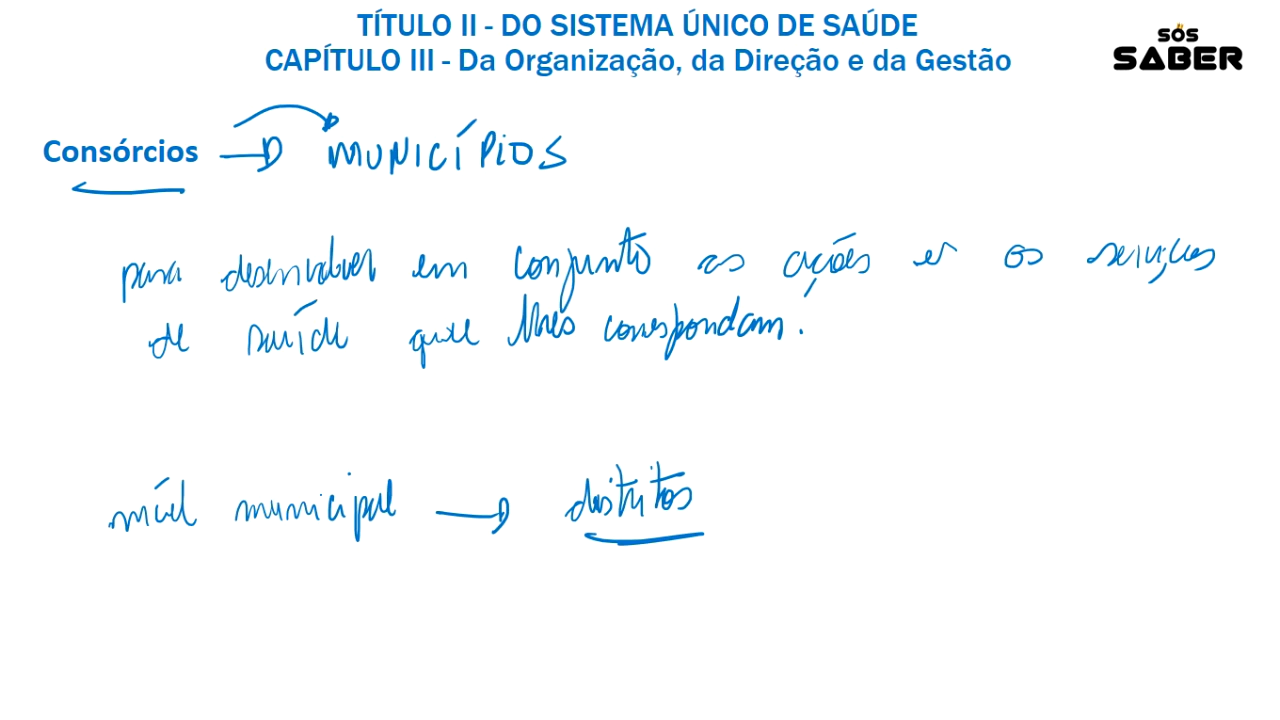 TÍTULO II - DO SISTEMA ÚNICO DE SAÚDE
CAPÍTULO III - Da Organização, da Direção e da Gestão
SÓS
SABER
Consórcios → MUNICÍPIOS
para desenvolver em conjunto as ações e os serviços
de saúde que lhes correspondam.
nível municipal → distritos